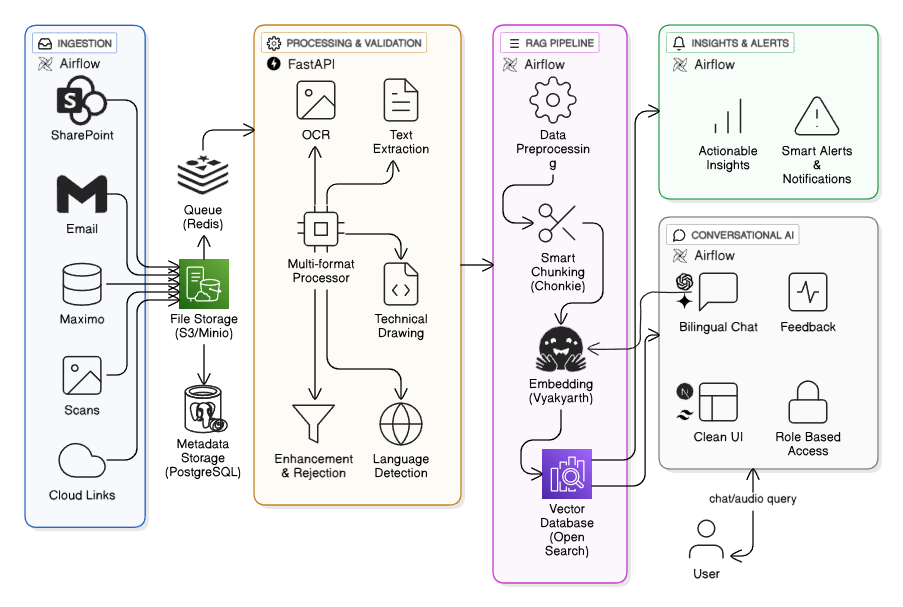 INGESTION
Airflow
SharePoint
Email
Maximo
Scans
Cloud Links
Queue
(Redis)
File Storage
(S3/Minio)
Metadata
Storage
(PostgreSQL)
PROCESSING & VALIDATION
FastAPI
OCR
Text
Extraction
Multi-format
Processor
Technical
Drawing
Enhancement
& Rejection
Language
Detection
RAG PIPELINE
Airflow
Data
Preprocessin
g
Smart
Chunking
(Chonkie)
Embedding
(Vyakyarth)
Vector
Database
(Open
Search)
INSIGHTS & ALERTS
Airflow
Actionable
Insights
Smart Alerts
&
Notifications
CONVERSATIONAL AI
Airflow
Bilingual Chat
Feedback
Clean UI
Role Based
Access
chat/audio query
User